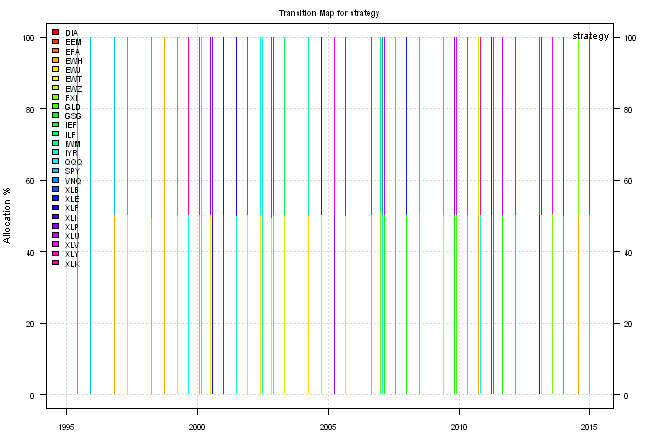 Transition Map for strategy
strategy
DIA
EEM
EFA
EWH
EWJ
EWT
EWZ
FXI
GLD
GSG
IEF
ILF
IWM
IYR
QQQ
SPY
VNQ
XLB
XLE
XLF
XLI
XLP
XLU
XLV
XLY
XLK
Allocation %
100
80
60
40
20
0
100
80
60
40
20
0
1995 2000 2005 2010 2015